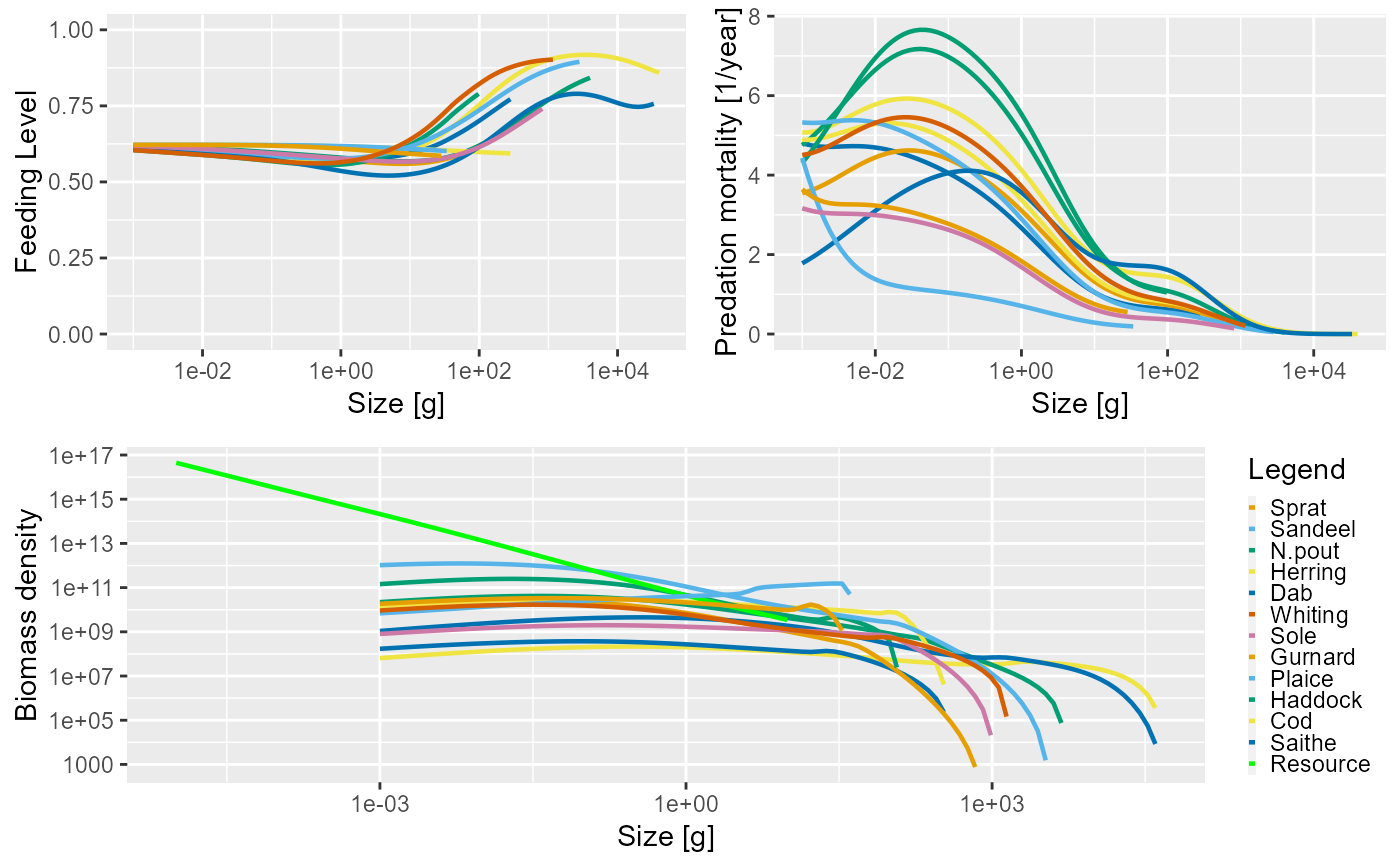 Feeding Level
1.00
0.75
0.50
0.25
0.00
1e-02 1e+00 1e+02 1e+04
Size [g]
Predation mortality [1/year]
8
6
4
2
0
1e-02 1e+00 1e+02 1e+04
Size [g]
Biomass density
1e+17
1e+15
1e+13
1e+11
1e+09
1e+07
1e+05
1000
1e-03 1e+00 1e+03
Size [g]
Legend
Sprat
Sandeel
N.pout
Herring
Dab
Whiting
Sole
Gurnard
Plaice
Haddock
Cod
Saithe
Resource